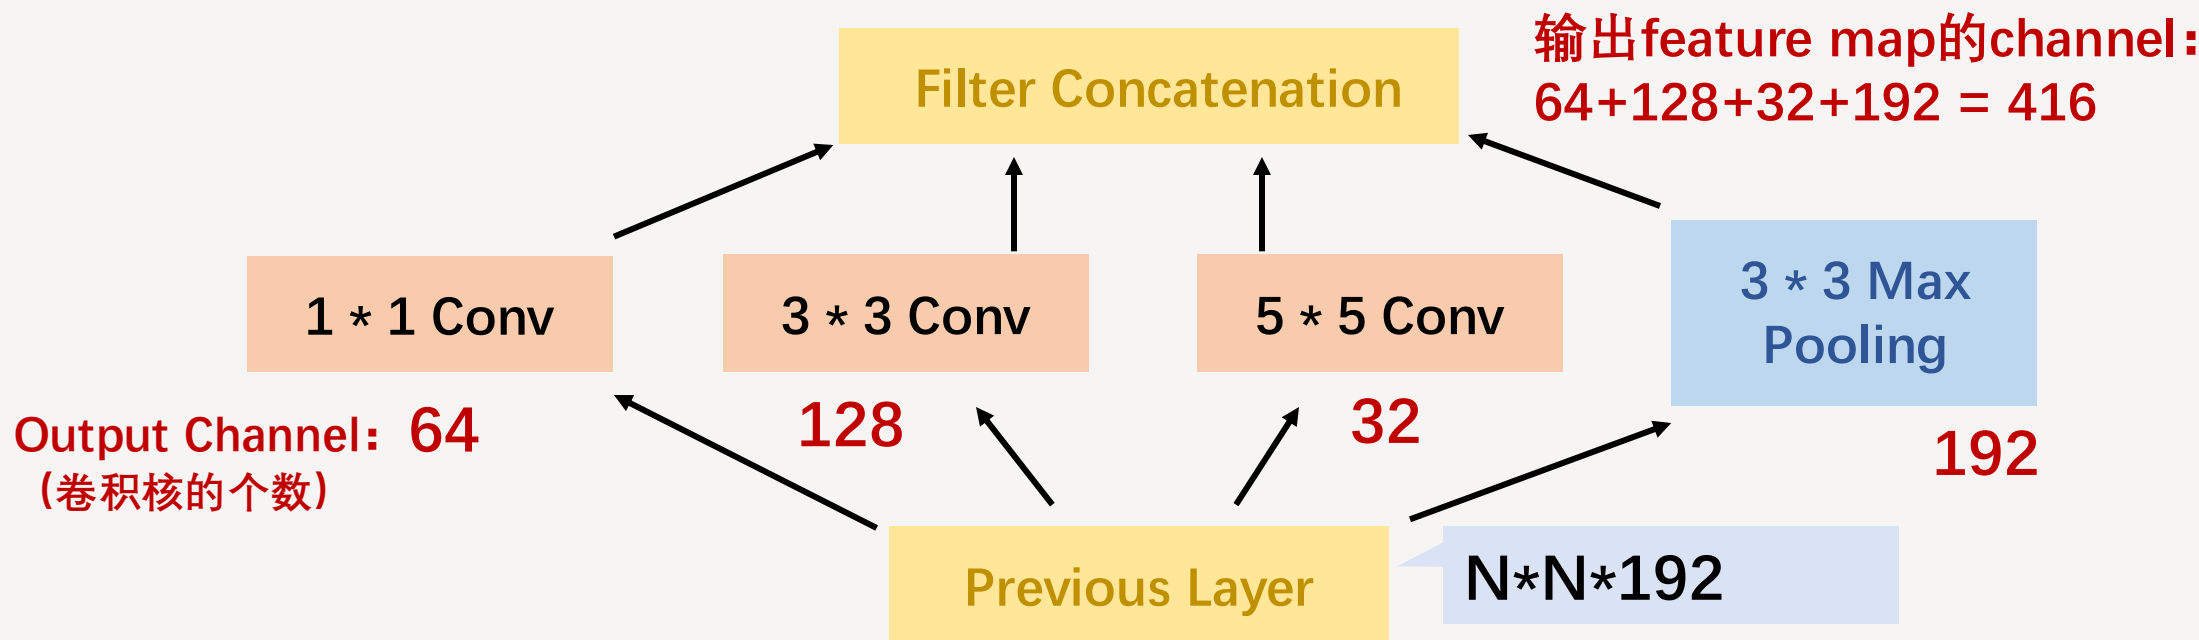 输出feature map的channel：
64+128+32+192 = 416
Filter Concatenation
1 * 1 Conv
3 * 3 Conv
5 * 5 Conv
3 * 3 Max
Pooling
Output Channel：64
（卷积核的个数）
128
32
192
Previous Layer
N*N*192